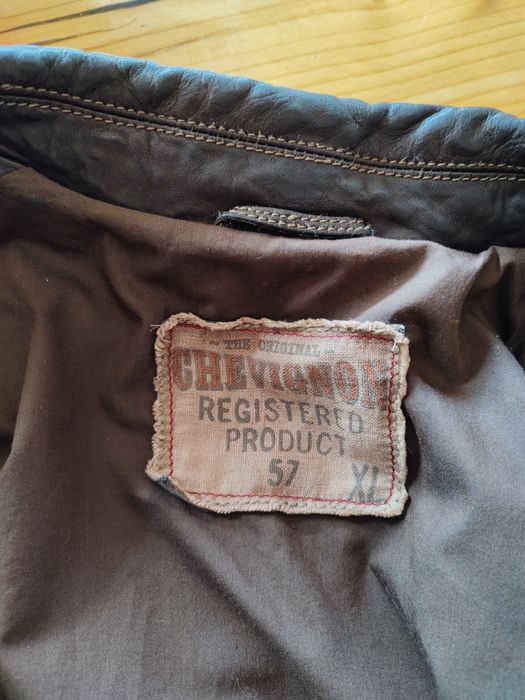 ~ THE ORIGINAL ~
CHEVIGNON
REGISTERED
PRODUCT
57 XL